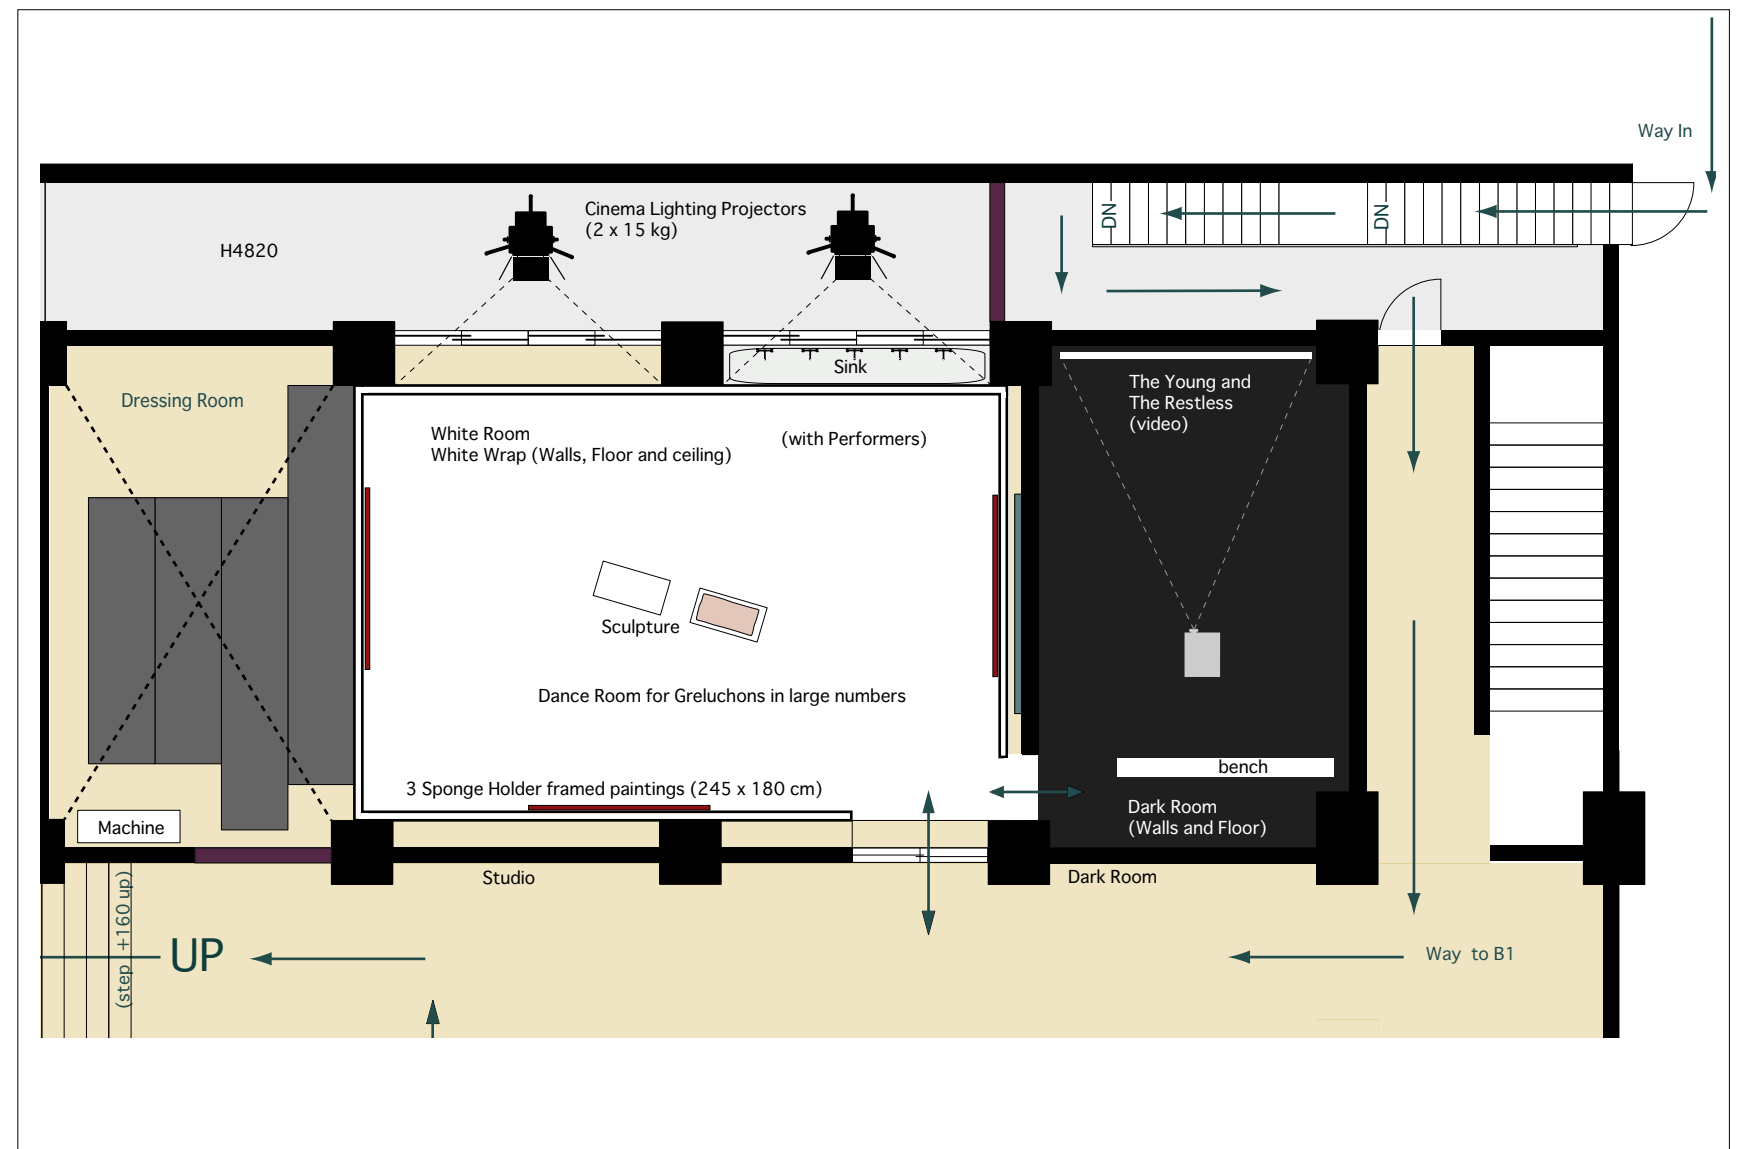 Way In
DN
DN
Cinema Lighting Projectors
(2 x 15 kg)
H4820
Sink
Dressing Room
The Young and
The Restless
(video)
White Room
White Wrap (Walls, Floor and ceiling)
(with Performers)
Sculpture
Dance Room for Greluchons in large numbers
bench
3 Sponge Holder framed paintings (245 x 180 cm)
Dark Room
(Walls and Floor)
Machine
Studio
Dark Room
(step +160 up)
UP
Way to B1